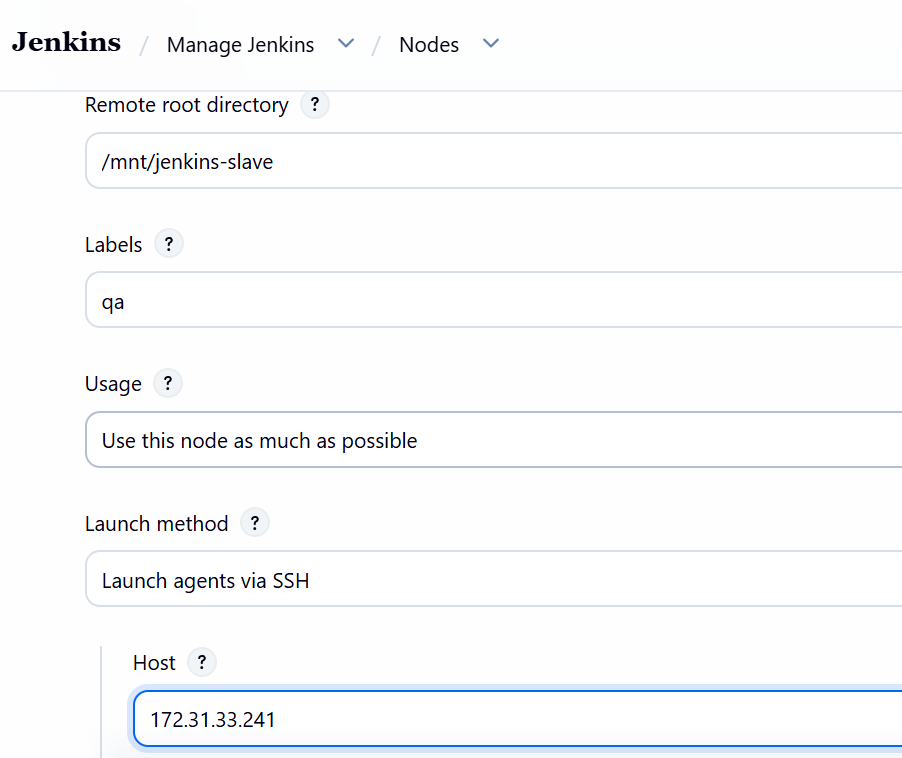 Jenkins / Manage Jenkins / Nodes
Remote root directory ?
/mnt/jenkins-slave
Labels ?
qa
Usage ?
Use this node as much as possible
Launch method ?
Launch agents via SSH
Host ?
172.31.33.241